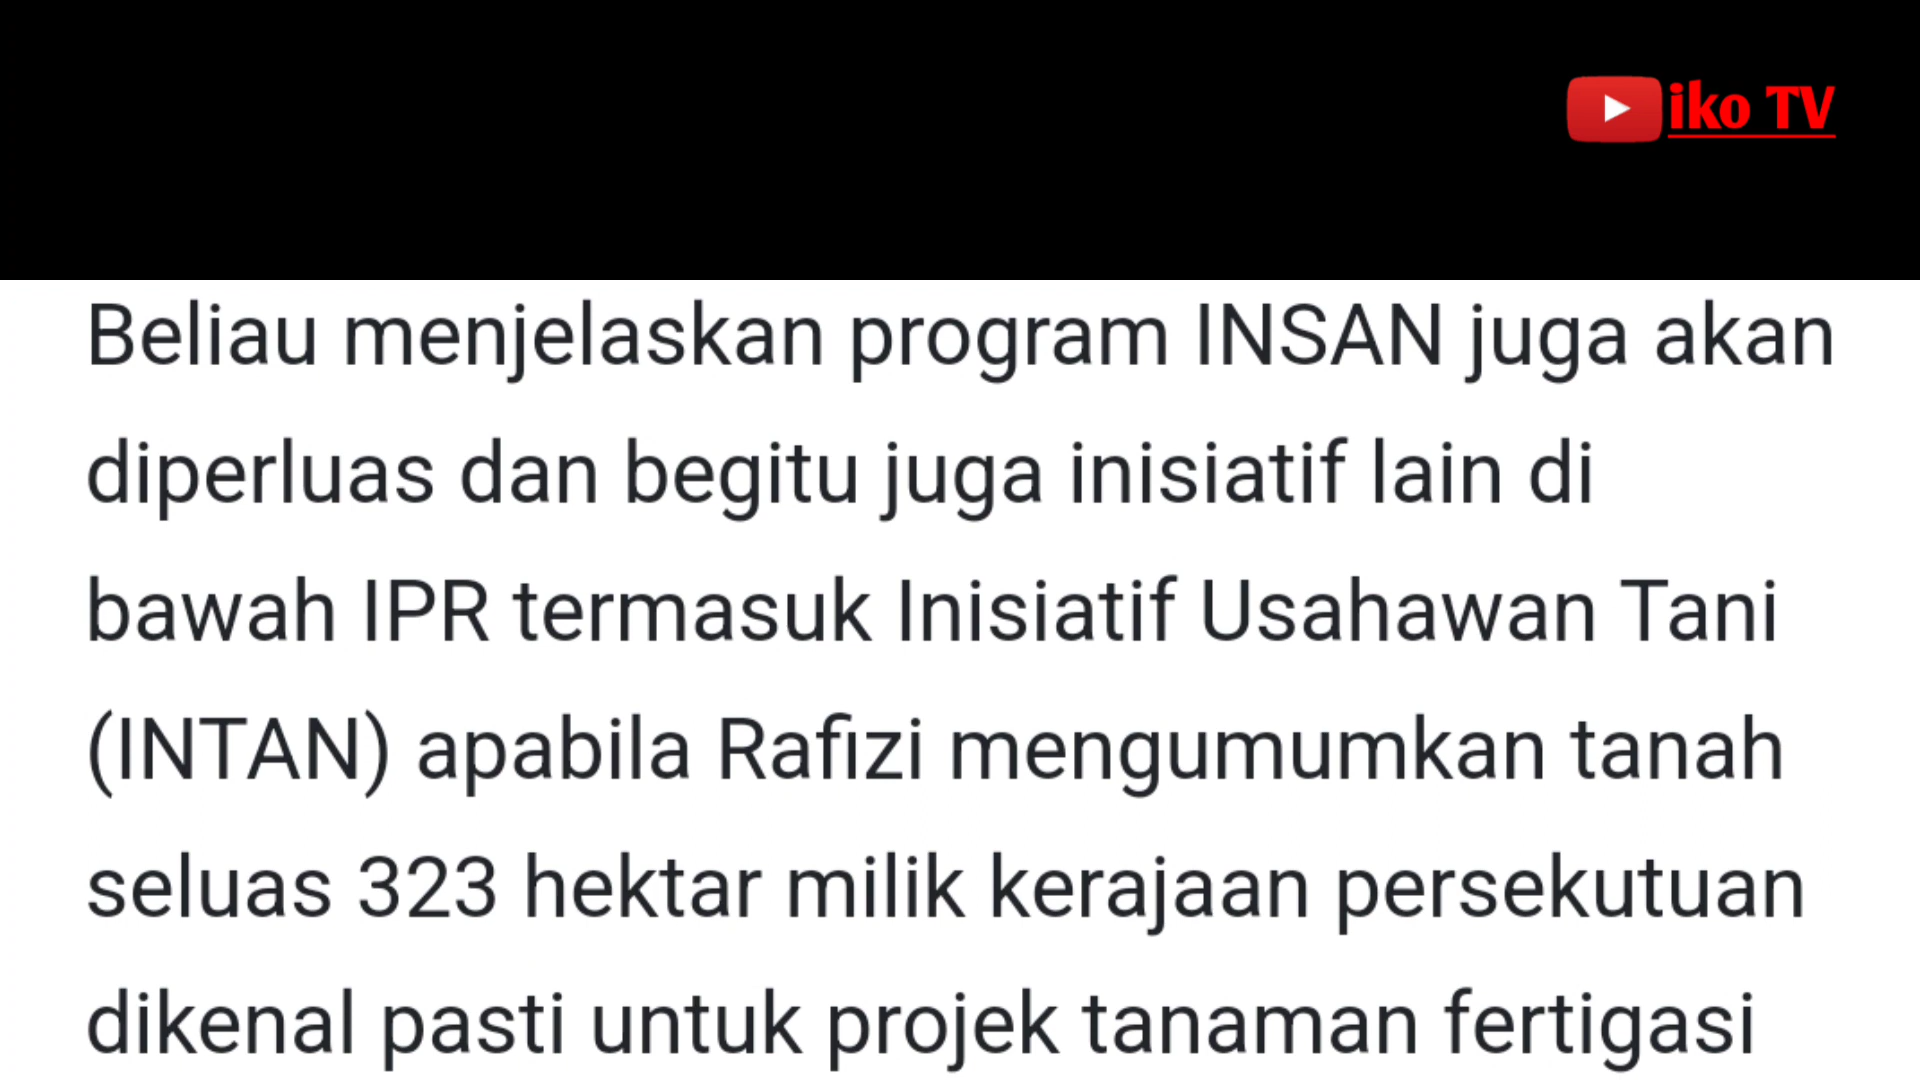 iko TV
Beliau menjelaskan program INSAN juga akan
diperluas dan begitu juga inisiatif lain di
bawah IPR termasuk Inisiatif Usahawan Tani
(INTAN) apabila Rafizi mengumumkan tanah
seluas 323 hektar milik kerajaan persekutuan
dikenal pasti untuk projek tanaman fertigasi